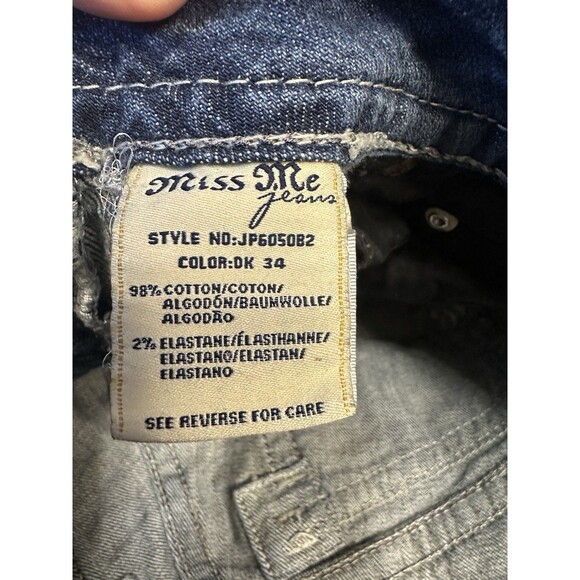 Miss Me
jeans
STYLE NO:JP6050B2
COLOR:DK 34
98% COTTON/COTON/
ALGODÓN/BAUMWOLLE/
ALGODÃO
2% ELASTANE/ÉLASTHANNE/
ELASTANO/ELASTAN/
ELASTANO
SEE REVERSE FOR CARE